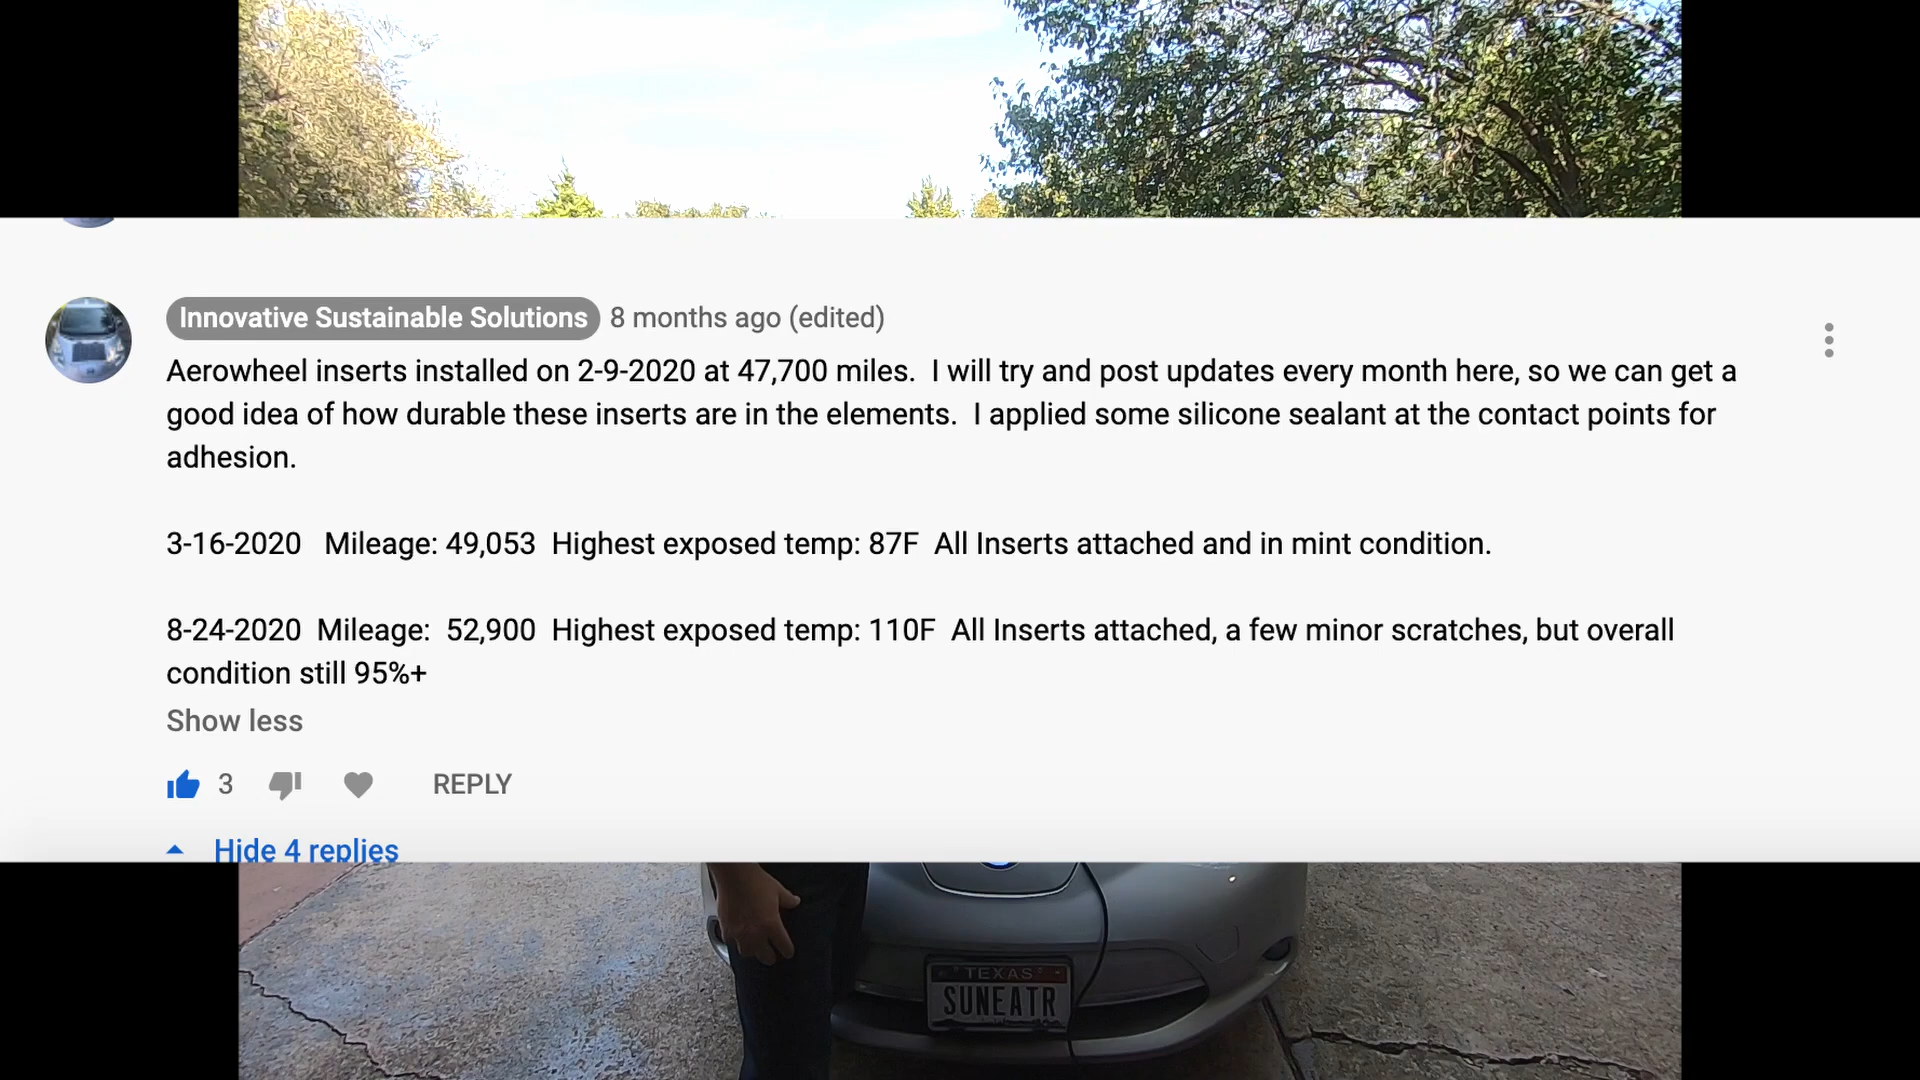 Innovative Sustainable Solutions 8 months ago (edited)
Aerowheel inserts installed on 2-9-2020 at 47,700 miles.  I will try and post updates every month here, so we can get a
good idea of how durable these inserts are in the elements.  I applied some silicone sealant at the contact points for
adhesion.
3-16-2020   Mileage: 49,053  Highest exposed temp: 87F  All Inserts attached and in mint condition.
8-24-2020  Mileage:  52,900  Highest exposed temp: 110F  All Inserts attached, a few minor scratches, but overall
condition still 95%+
Show less
3 REPLY
Hide 4 replies
TEXAS
SUNEATR